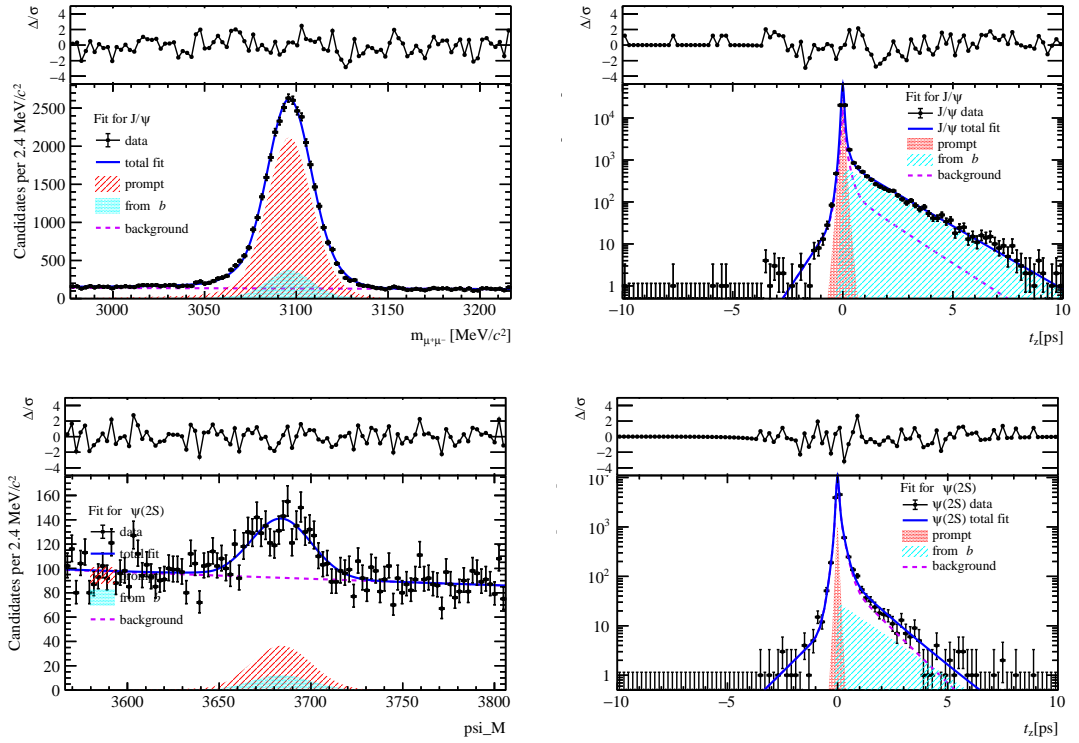 Δ/σ
4
2
0
−2
−4
Candidates per 2.4 MeV/c²
2500
2000
1500
1000
500
0
Fit for J/ψ
data
total fit
prompt
from b
background
3000 3050 3100 3150 3200
m_μ⁺μ⁻ [MeV/c²]
Δ/σ
4
2
0
−2
−4
10⁴
10³
10²
10
1
Fit for J/ψ
J/ψ data
J/ψ total fit
prompt
from b
background
−10 −5 0 5 10
t_z[ps]
Δ/σ
4
2
0
−2
−4
Candidates per 2.4 MeV/c²
160
140
120
100
80
60
40
20
0
Fit for ψ(2S)
data
total fit
from b
background
3600 3650 3700 3750 3800
psi_M
Δ/σ
4
2
0
−2
−4
10³
10²
10
1
Fit for ψ(2S)
ψ(2S) data
ψ(2S) total fit
prompt
from b
background
−10 −5 0 5 10
t_z[ps]